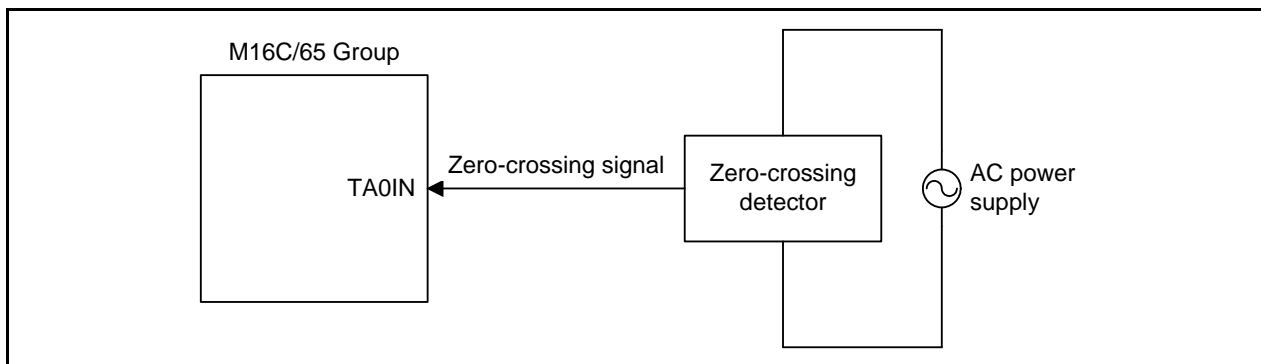 M16C/65 Group
TA0IN
Zero-crossing signal
Zero-crossing
detector
AC power
supply